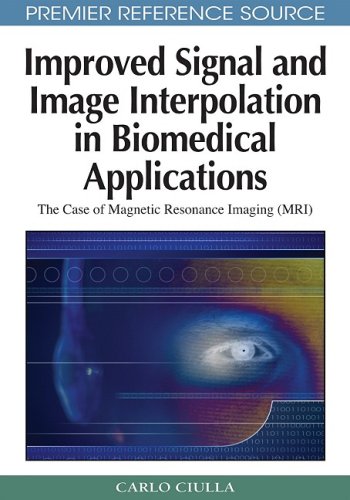 PREMIER REFERENCE SOURCE
Improved Signal and
Image Interpolation
in Biomedical
Applications
The Case of Magnetic Resonance Imaging (MRI)
CARLO CIULLA